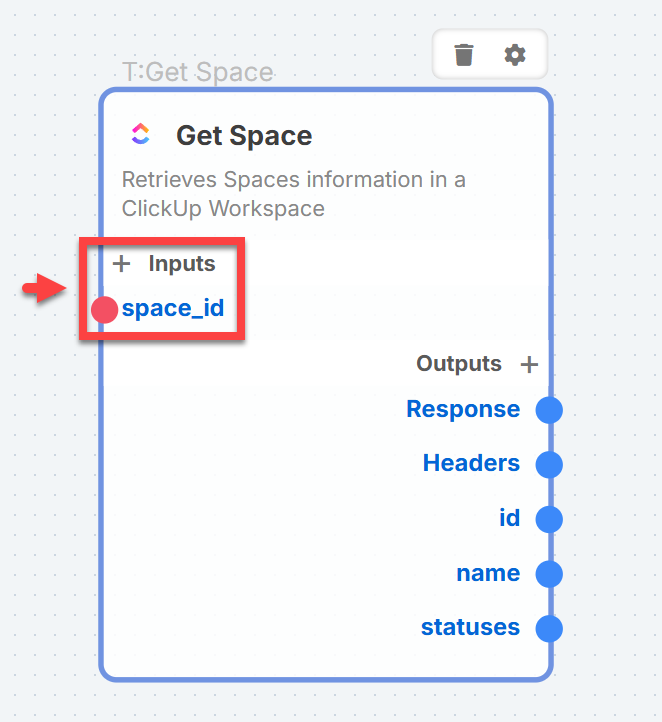 T:Get Space
Get Space
Retrieves Spaces information in a
ClickUp Workspace
+ Inputs
space_id
Outputs +
Response
Headers
id
name
statuses